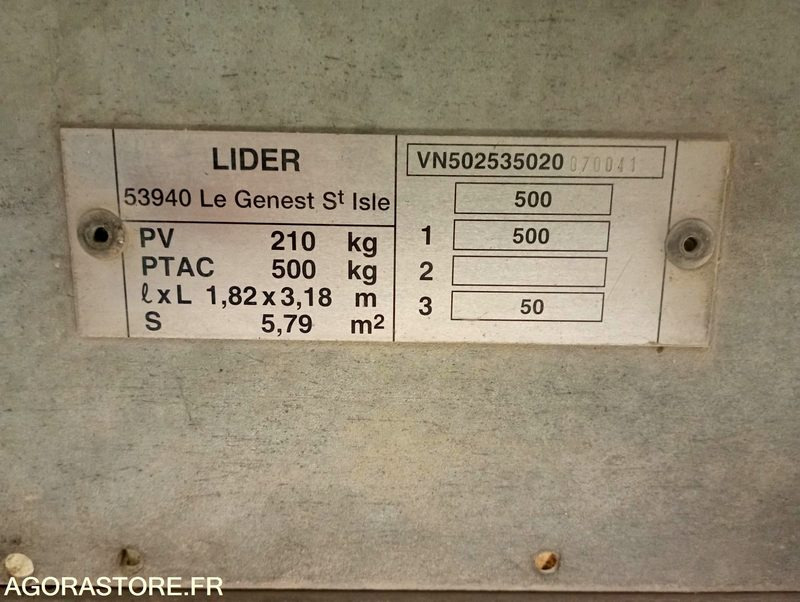 LIDER
53940 Le Genest St Isle
PV 210 kg
PTAC 500 kg
ℓ x L 1,82 x 3,18 m
S 5,79 m²
VN502535020 070041
500
1 500
2
3 50
AGORASTORE.FR